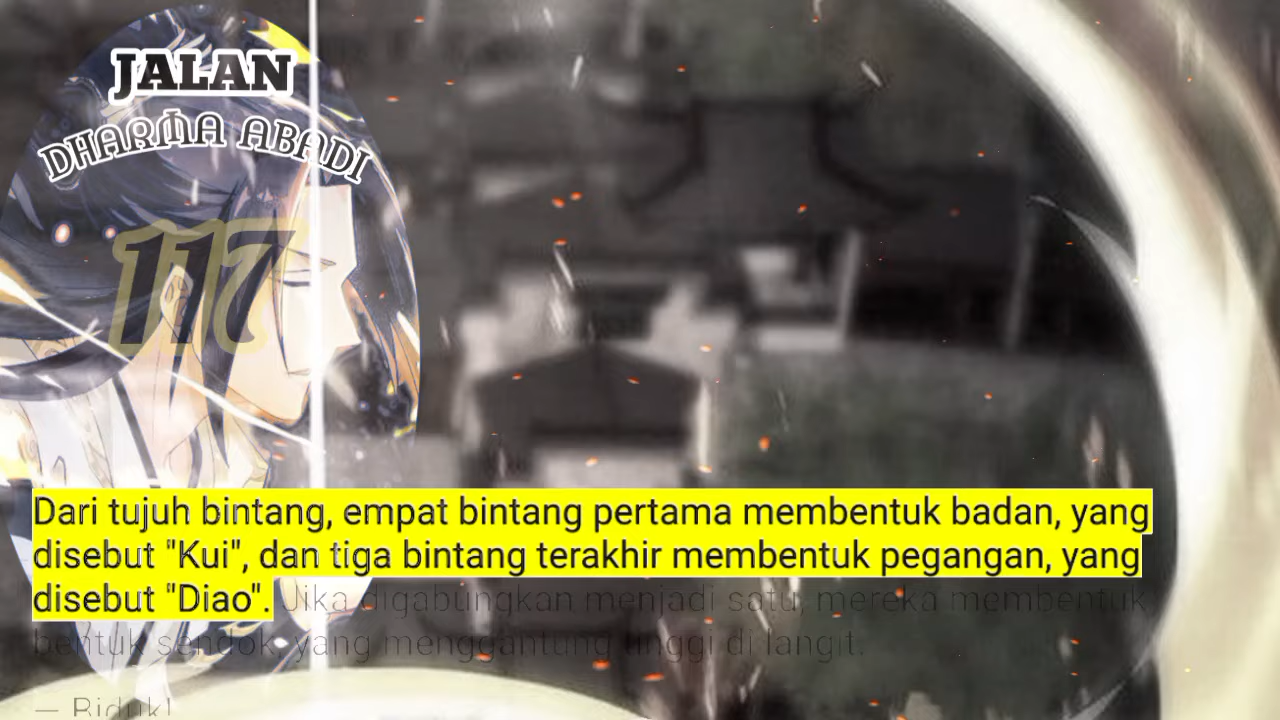 JALAN
DHARMA ABADI
117
Dari tujuh bintang, empat bintang pertama membentuk badan, yang
disebut "Kui", dan tiga bintang terakhir membentuk pegangan, yang
disebut "Diao". Jika digabungkan menjadi satu, mereka membentuk
bentuk sendok, yang menggantung tinggi di langit.
— Biduk!